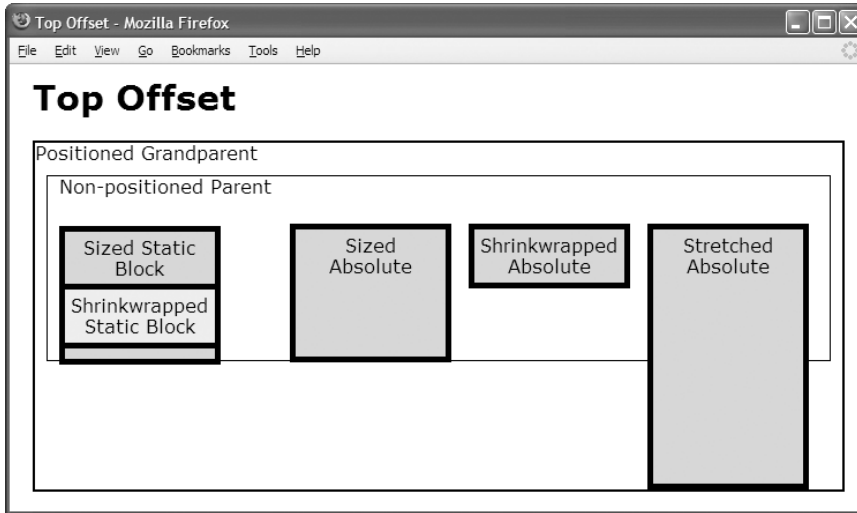 Top Offset - Mozilla Firefox
File Edit View Go Bookmarks Tools Help
Top Offset
Positioned Grandparent
Non-positioned Parent
Sized Static
Block
Shrinkwrapped
Static Block
Sized
Absolute
Shrinkwrapped
Absolute
Stretched
Absolute